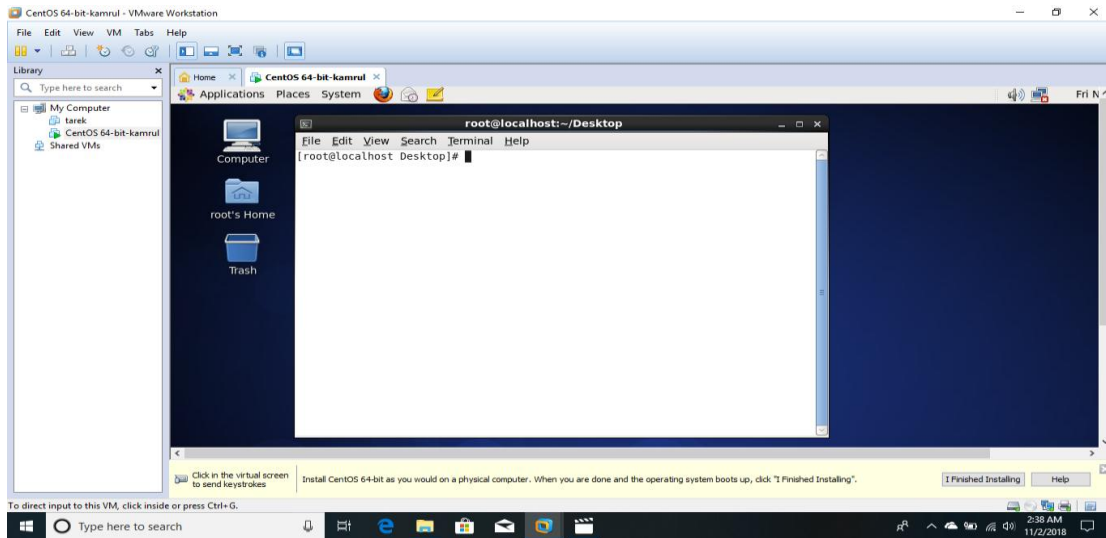 CentOS 64-bit-kamrul - VMware Workstation
File Edit View VM Tabs Help
Library
Type here to search
My Computer
tarek
CentOS 64-bit-kamrul
Shared VMs
Home
CentOS 64-bit-kamrul
Applications Places System
Fri N
Computer
root's Home
Trash
root@localhost:~/Desktop
File Edit View Search Terminal Help
[root@localhost Desktop]#
Click in the virtual screen
to send keystrokes
Install CentOS 64-bit as you would on a physical computer. When you are done and the operating system boots up, click "I Finished Installing".
I Finished Installing
Help
To direct input to this VM, click inside or press Ctrl+G.
Type here to search
2:38 AM
11/2/2018